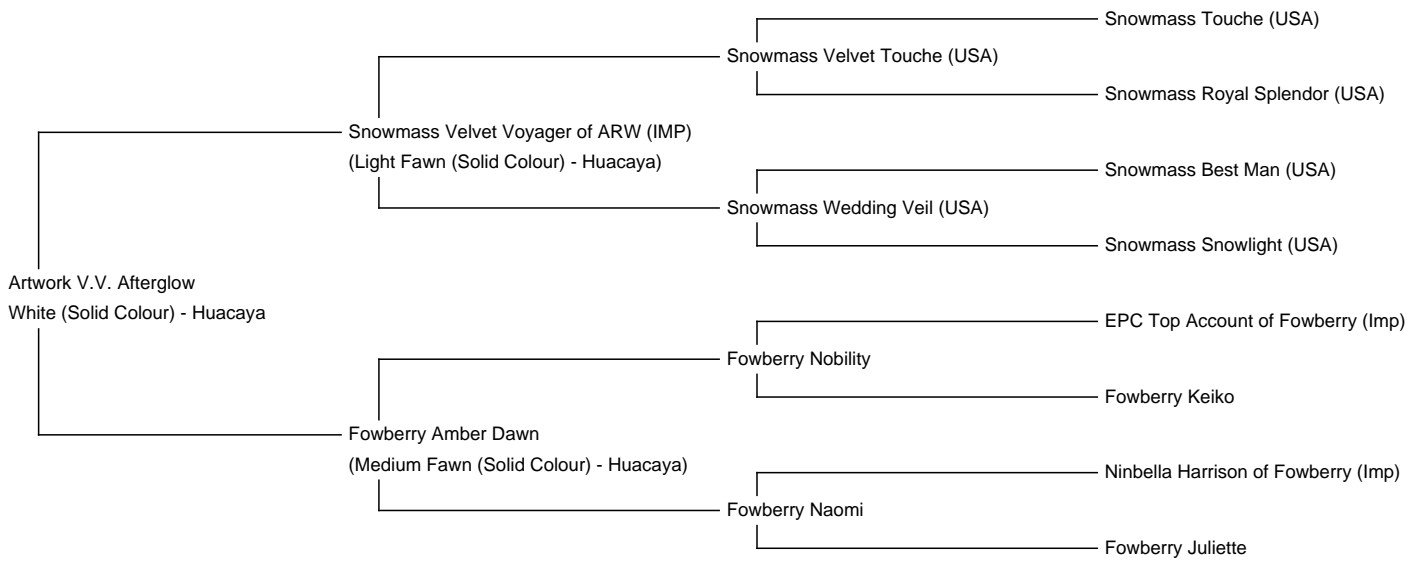 Snowmass Touche (USA)
Snowmass Velvet Touche (USA)
Snowmass Royal Splendor (USA)
Snowmass Velvet Voyager of ARW (IMP)
(Light Fawn (Solid Colour) - Huacaya)
Snowmass Best Man (USA)
Snowmass Wedding Veil (USA)
Snowmass Snowlight (USA)
Artwork V.V. Afterglow
White (Solid Colour) - Huacaya
EPC Top Account of Fowberry (Imp)
Fowberry Nobility
Fowberry Keiko
Fowberry Amber Dawn
(Medium Fawn (Solid Colour) - Huacaya)
Ninbella Harrison of Fowberry (Imp)
Fowberry Naomi
Fowberry Juliette